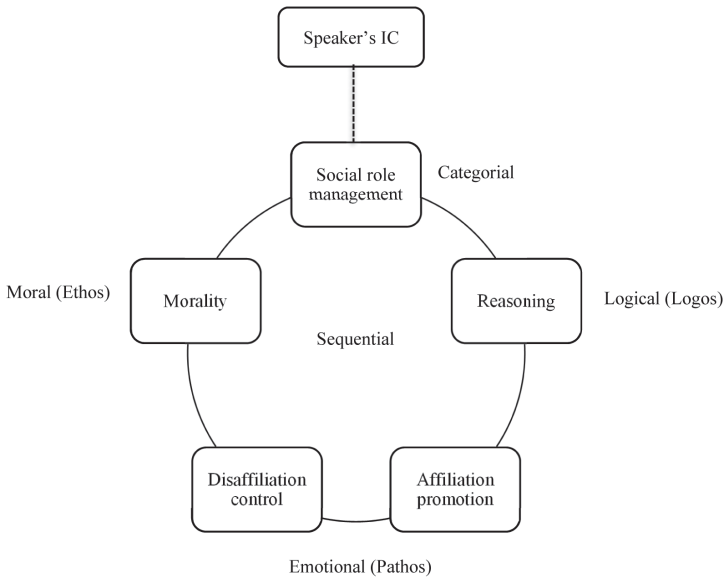 Speaker's IC
Social role
management
Categorial
Moral (Ethos)
Morality
Reasoning
Logical (Logos)
Sequential
Disaffiliation
control
Affiliation
promotion
Emotional (Pathos)